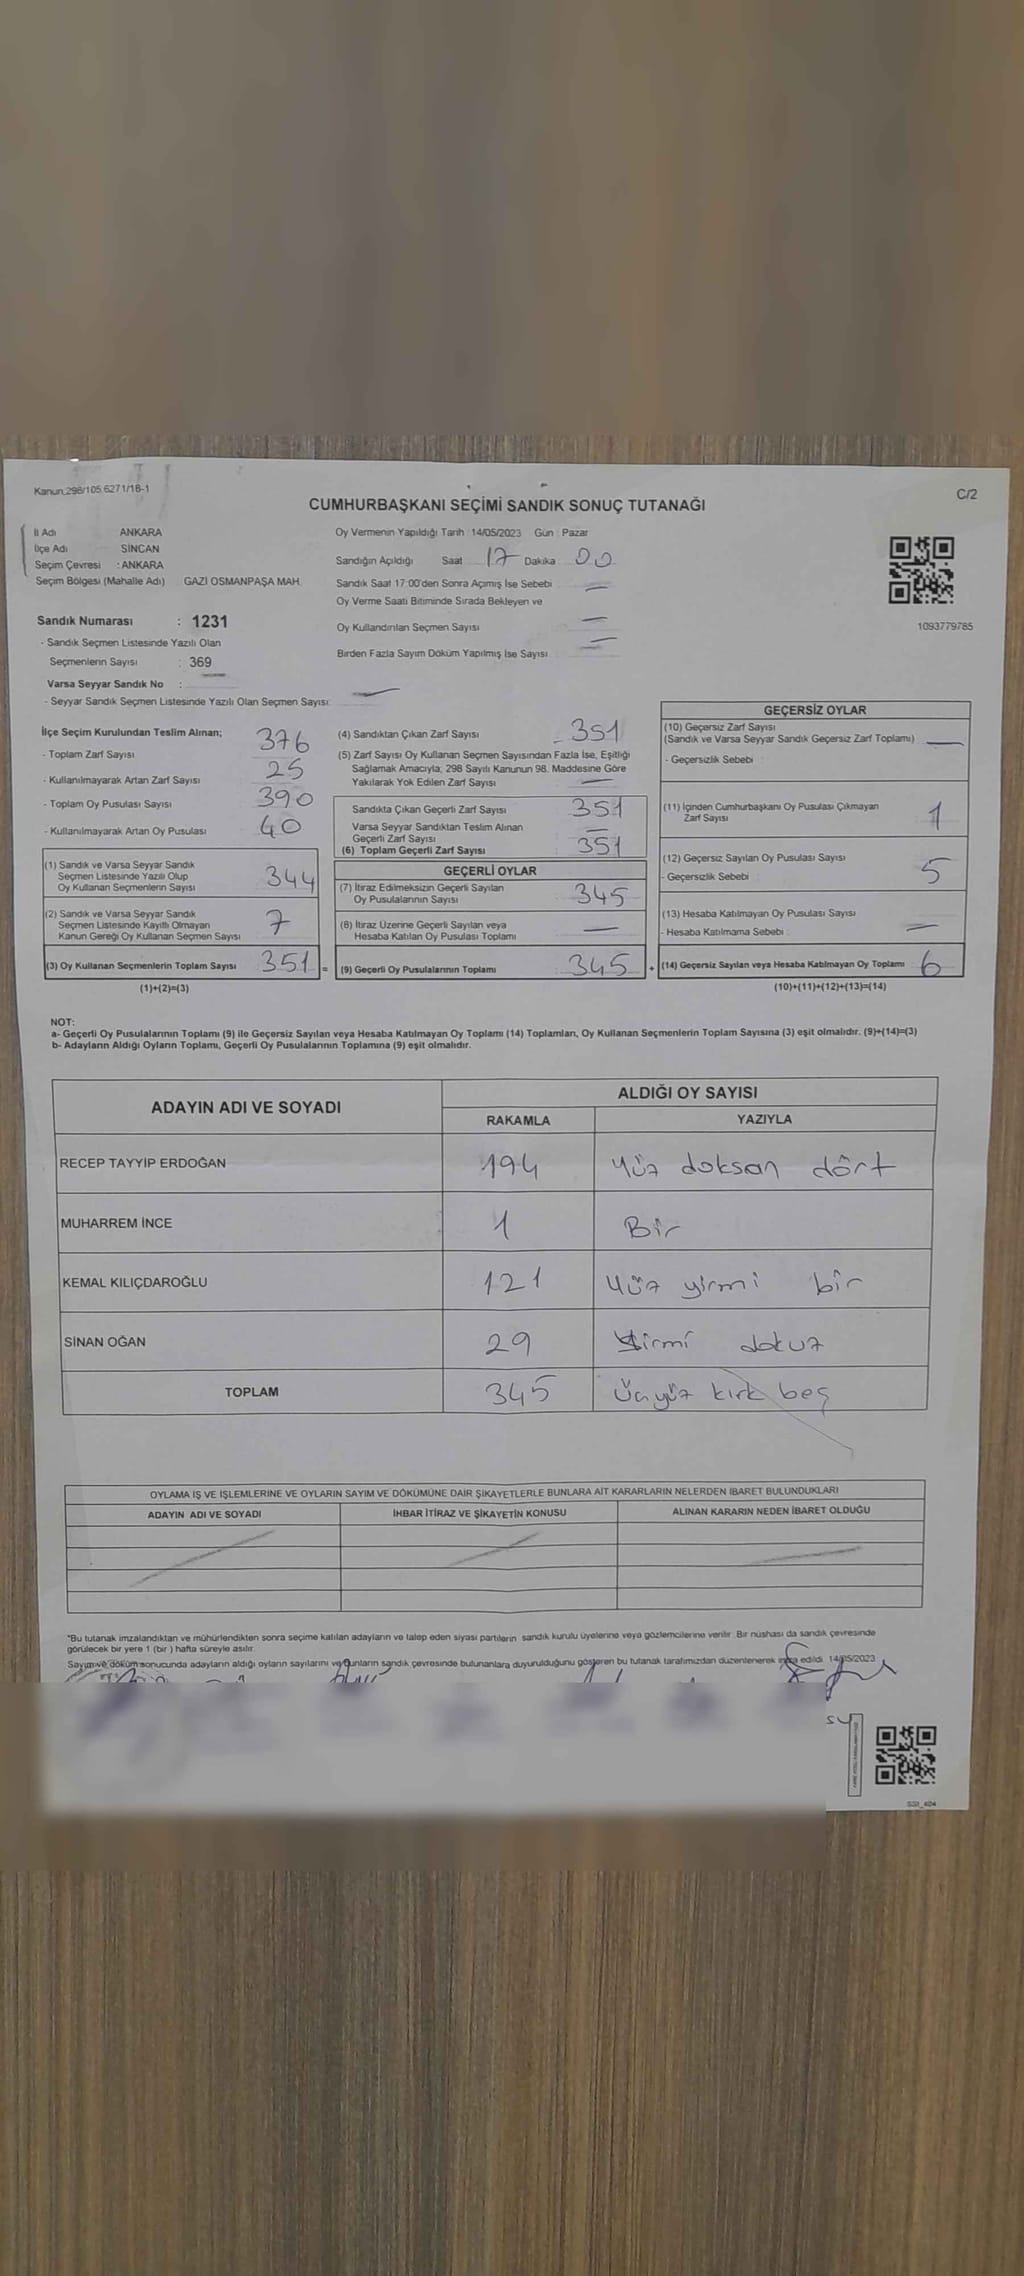 Kanun,298/105,6271/18-1
C/2
CUMHURBAŞKANI SEÇİMİ SANDIK SONUÇ TUTANAĞI
İl Adı ANKARA
İlçe Adı SİNCAN
Seçim Çevresi : ANKARA
Seçim Bölgesi (Mahalle Adı) : GAZİ OSMANPAŞA MAH.
Sandık Numarası : 1231
- Sandık Seçmen Listesinde Yazılı Olan
Seçmenlerin Sayısı : 369
Varsa Seyyar Sandık No :
- Seyyar Sandık Seçmen Listesinde Yazılı Olan Seçmen Sayısı:
Oy Vermenin Yapıldığı Tarih 14/05/2023 Gün Pazar
Sandığın Açıldığı Saat 17 Dakika 00
Sandık Saat 17:00'den Sonra Açımış İse Sebebi
Oy Verme Saati Bitiminde Sırada Bekleyen ve
Oy Kullandırılan Seçmen Sayısı
Birden Fazla Sayım Döküm Yapılmış İse Sayısı
1093779785
İlçe Seçim Kurulundan Teslim Alınan;
- Toplam Zarf Sayısı 376
- Kullanılmayarak Artan Zarf Sayısı 25
- Toplam Oy Pusulası Sayısı 390
- Kullanılmayarak Artan Oy Pusulası 40
(1) Sandık ve Varsa Seyyar Sandık
Seçmen Listesinde Yazılı Olup
Oy Kullanan Seçmenlerin Sayısı 344
(2) Sandık ve Varsa Seyyar Sandık
Seçmen Listesinde Kayıtlı Olmayan
Kanun Gereği Oy Kullanan Seçmen Sayısı 7
(3) Oy Kullanan Seçmenlerin Toplam Sayısı 351 =
(1)+(2)=(3)
(4) Sandıktan Çıkan Zarf Sayısı 351
(5) Zarf Sayısı Oy Kullanan Seçmen Sayısından Fazla İse, Eşitliği
Sağlamak Amacıyla, 298 Sayılı Kanunun 98. Maddesine Göre
Yakılarak Yok Edilen Zarf Sayısı
Sandıkta Çıkan Geçerli Zarf Sayısı 351
Varsa Seyyar Sandıktan Teslim Alınan
Geçerli Zarf Sayısı
(6) Toplam Geçerli Zarf Sayısı 351
GEÇERLİ OYLAR
(7) İtiraz Edilmeksizin Geçerli Sayılan
Oy Pusulalarının Sayısı 345
(8) İtiraz Üzerine Geçerli Sayılan veya
Hesaba Katılan Oy Pusulası Toplamı
(9) Geçerli Oy Pusulalarının Toplamı 345 +
GEÇERSİZ OYLAR
(10) Geçersiz Zarf Sayısı
(Sandık ve Varsa Seyyar Sandık Geçersiz Zarf Toplamı)
- Geçersizlik Sebebi
(11) İçinden Cumhurbaşkanı Oy Pusulası Çıkmayan
Zarf Sayısı 1
(12) Geçersiz Sayılan Oy Pusulası Sayısı
- Geçersizlik Sebebi 5
(13) Hesaba Katılmayan Oy Pusulası Sayısı
- Hesaba Katılmama Sebebi
(14) Geçersiz Sayılan veya Hesaba Katılmayan Oy Toplamı 6
(10)+(11)+(12)+(13)=(14)
NOT:
a- Geçerli Oy Pusulalarının Toplamı (9) ile Geçersiz Sayılan veya Hesaba Katılmayan Oy Toplamı (14) Toplamları, Oy Kullanan Seçmenlerin Toplam Sayısına (3) eşit olmalıdır. (9)+(14)=(3)
b- Adayların Aldığı Oyların Toplamı, Geçerli Oy Pusulalarının Toplamına (9) eşit olmalıdır.
ADAYIN ADI VE SOYADI
ALDIĞI OY SAYISI
RAKAMLA YAZIYLA
RECEP TAYYİP ERDOĞAN 194 Yüz doksan dört
MUHARREM İNCE 1 Bir
KEMAL KILIÇDAROĞLU 121 Yüz yirmi bir
SİNAN OĞAN 29 Yirmi dokuz
TOPLAM 345 Üçyüz kırk beş
OYLAMA İŞ VE İŞLEMLERİNE VE OYLARIN SAYIM VE DÖKÜMÜNE DAİR ŞİKAYETLERLE BUNLARA AİT KARARLARIN NELERDEN İBARET BULUNDUKLARI
ADAYIN ADI VE SOYADI İHBAR İTİRAZ VE ŞİKAYETİN KONUSU ALINAN KARARIN NEDEN İBARET OLDUĞU
*Bu tutanak imzalandıktan ve mühürlendikten sonra seçime katılan adayların ve talep eden siyasi partilerin sandık kurulu üyelerine veya gözlemcilerine verilir. Bir nüshası da sandık çevresinde
görülecek bir yere 1 (bir) hafta süreyle asılır.
Sayım ve döküm sonucunda adayların aldığı oyların sayılarını ve bunların sandık çevresinde bulunanlara duyurulduğunu gösteren bu tutanak tarafımızdan düzenlenerek imza edildi. 14/05/2023